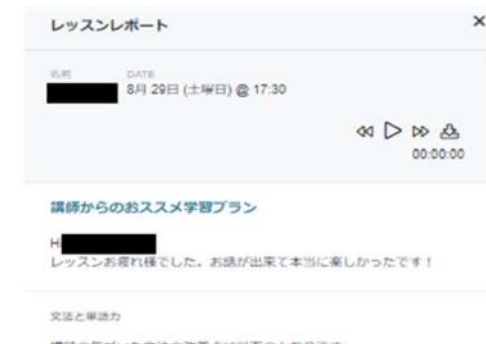 レッスンレポート ×
名前 DATE
8月 29日 (土曜日) @ 17:30
00:00:00
講師からのおススメ学習プラン
Hi
レッスンお疲れ様でした。お話が出来て本当に楽しかったです!
文法と単語力